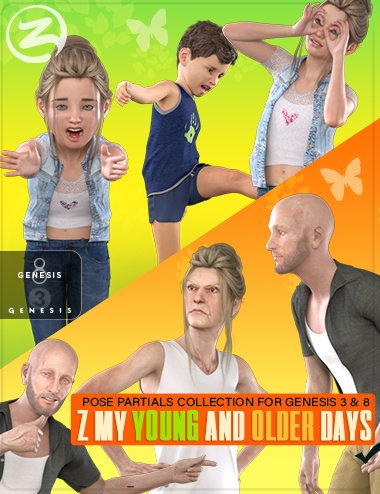 Z
8
GENESIS
3
GENESIS
POSE PARTIALS COLLECTION FOR GENESIS 3 & 8
Z MY YOUNG AND OLDER DAYS